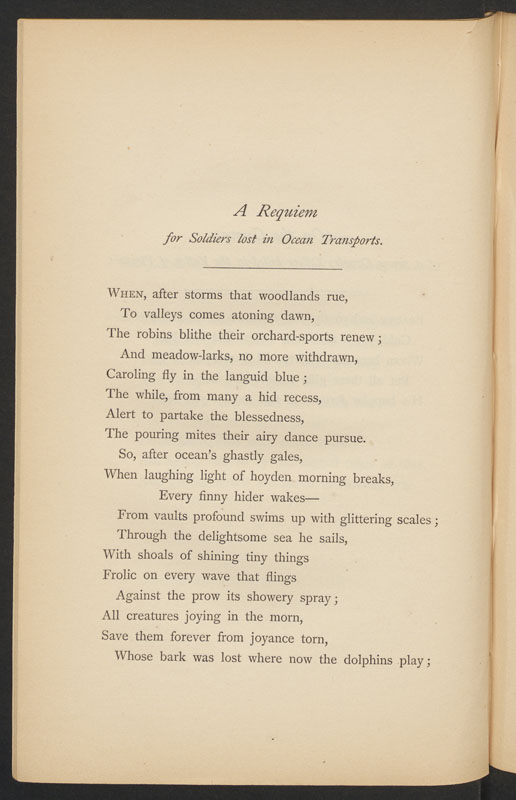 A Requiem
for Soldiers lost in Ocean Transports.
WHEN, after storms that woodlands rue,
To valleys comes atoning dawn,
The robins blithe their orchard-sports renew;
And meadow-larks, no more withdrawn,
Caroling fly in the languid blue;
The while, from many a hid recess,
Alert to partake the blessedness,
The pouring mites their airy dance pursue.
So, after ocean's ghastly gales,
When laughing light of hoyden morning breaks,
Every finny hider wakes—
From vaults profound swims up with glittering scales;
Through the delightsome sea he sails,
With shoals of shining tiny things
Frolic on every wave that flings
Against the prow its showery spray;
All creatures joying in the morn,
Save them forever from joyance torn,
Whose bark was lost where now the dolphins play;